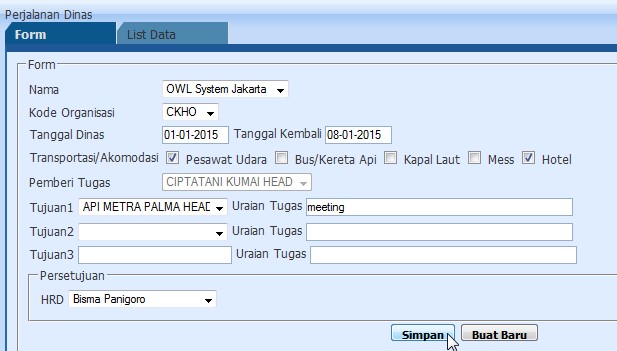 Perjalanan Dinas
Form List Data
Form
Nama OWL System Jakarta
Kode Organisasi CKHO
Tanggal Dinas 01-01-2015 Tanggal Kembali 08-01-2015
Transportasi/Akomodasi Pesawat Udara Bus/Kereta Api Kapal Laut Mess Hotel
Pemberi Tugas CIPTATANI KUMAI HEAD
Tujuan1 API METRA PALMA HEAD Uraian Tugas meeting
Tujuan2 Uraian Tugas
Tujuan3 Uraian Tugas
Persetujuan
HRD Bisma Panigoro
Simpan Buat Baru